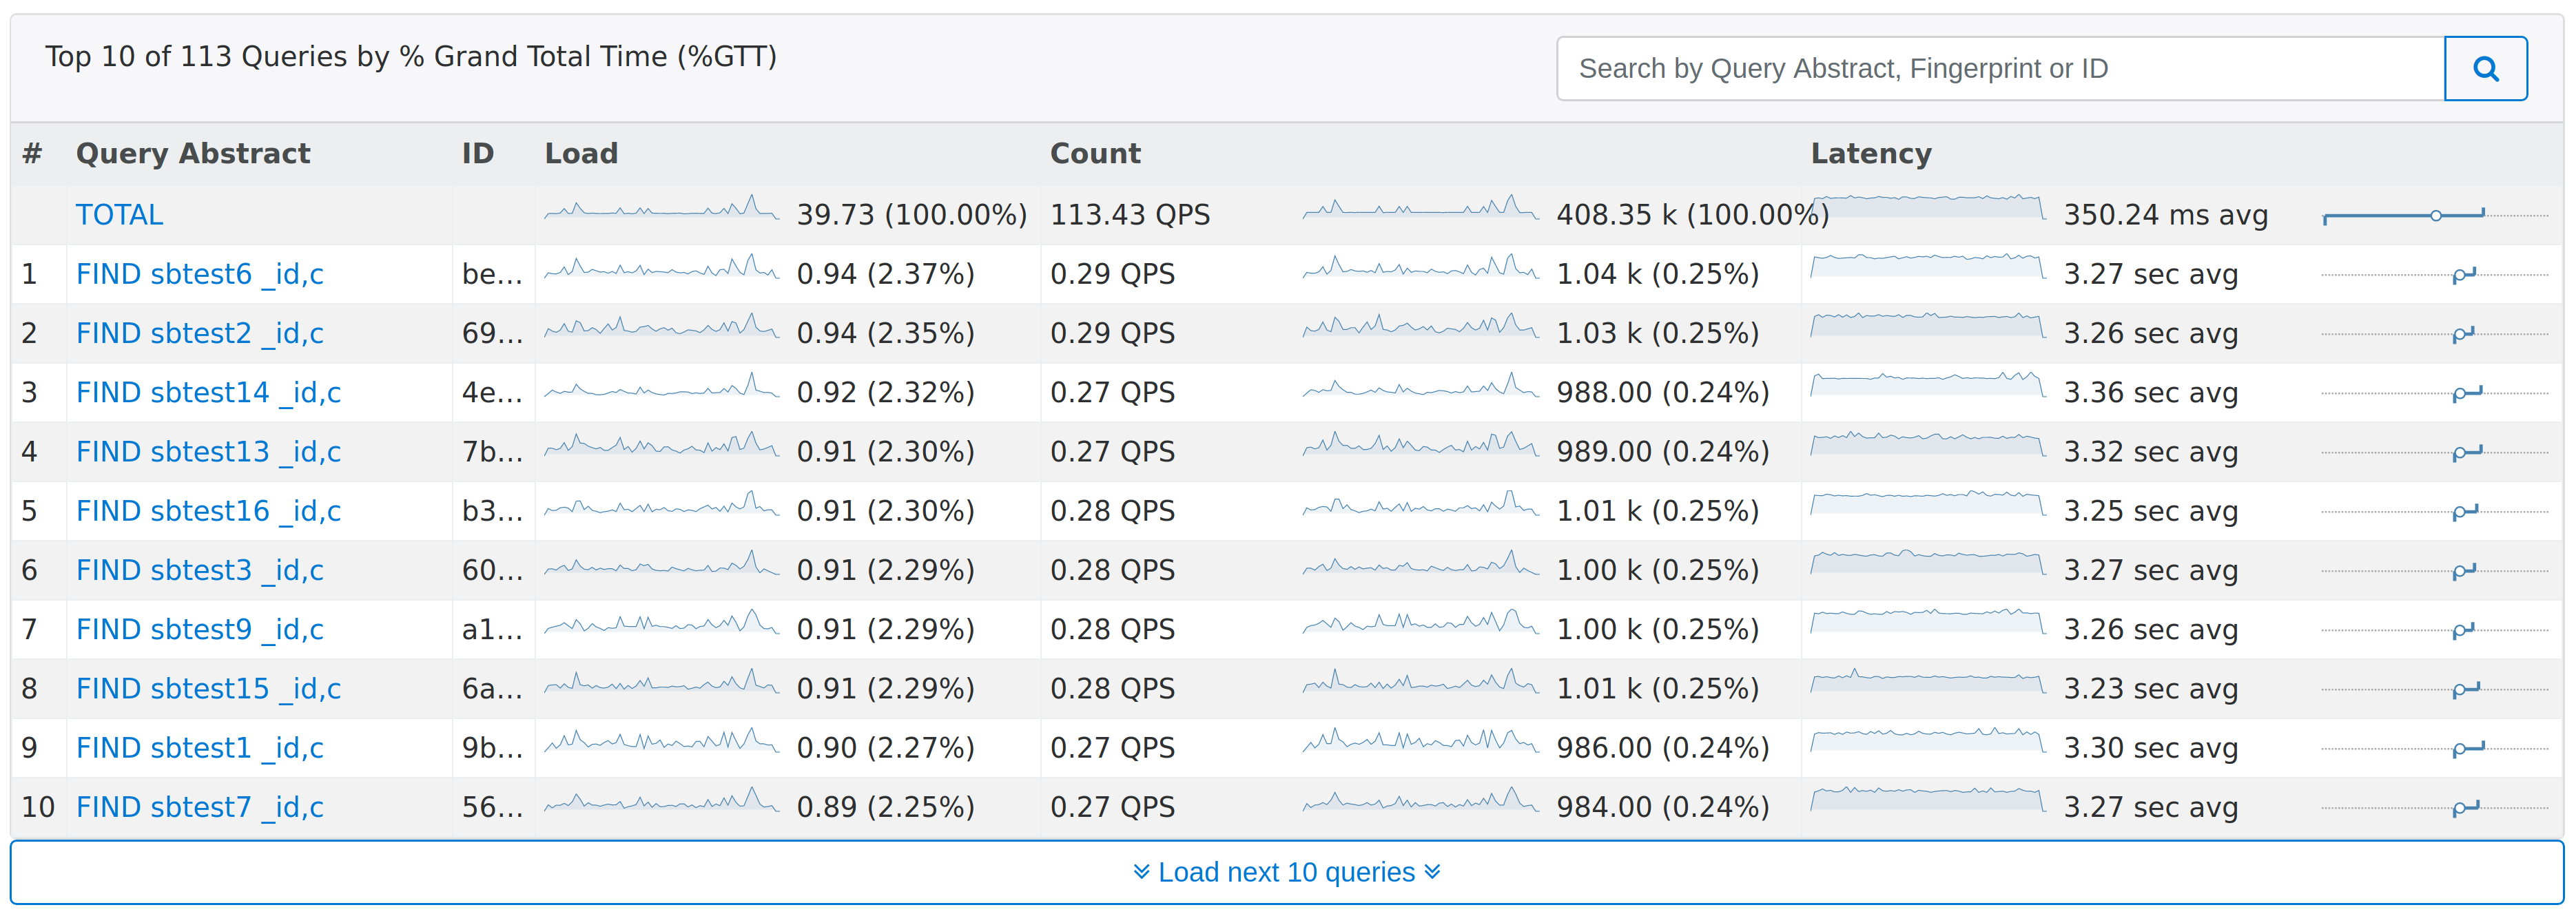 Top 10 of 113 Queries by % Grand Total Time (%GTT)
Search by Query Abstract, Fingerprint or ID
# Query Abstract ID Load Count Latency
TOTAL 39.73 (100.00%) 113.43 QPS 408.35 k (100.00%) 350.24 ms avg
1 FIND sbtest6 _id,c be... 0.94 (2.37%) 0.29 QPS 1.04 k (0.25%) 3.27 sec avg
2 FIND sbtest2 _id,c 69... 0.94 (2.35%) 0.29 QPS 1.03 k (0.25%) 3.26 sec avg
3 FIND sbtest14 _id,c 4e... 0.92 (2.32%) 0.27 QPS 988.00 (0.24%) 3.36 sec avg
4 FIND sbtest13 _id,c 7b... 0.91 (2.30%) 0.27 QPS 989.00 (0.24%) 3.32 sec avg
5 FIND sbtest16 _id,c b3... 0.91 (2.30%) 0.28 QPS 1.01 k (0.25%) 3.25 sec avg
6 FIND sbtest3 _id,c 60... 0.91 (2.29%) 0.28 QPS 1.00 k (0.25%) 3.27 sec avg
7 FIND sbtest9 _id,c a1... 0.91 (2.29%) 0.28 QPS 1.00 k (0.25%) 3.26 sec avg
8 FIND sbtest15 _id,c 6a... 0.91 (2.29%) 0.28 QPS 1.01 k (0.25%) 3.23 sec avg
9 FIND sbtest1 _id,c 9b... 0.90 (2.27%) 0.27 QPS 986.00 (0.24%) 3.30 sec avg
10 FIND sbtest7 _id,c 56... 0.89 (2.25%) 0.27 QPS 984.00 (0.24%) 3.27 sec avg
Load next 10 queries